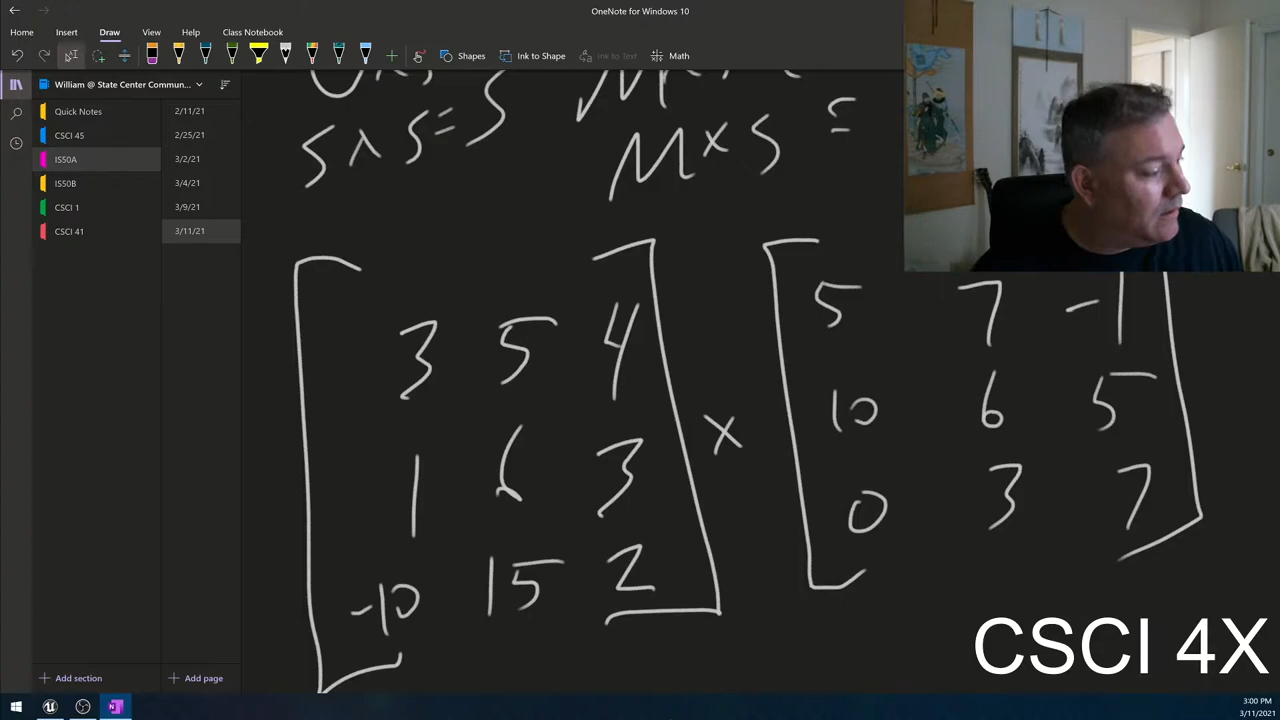 OneNote for Windows 10
Home Insert Draw View Help Class Notebook
Shapes Ink to Shape Ink to Text Math
William @ State Center Commun...
Quick Notes 2/11/21
CSCI 45 2/25/21
IS50A 3/2/21
IS50B 3/4/21
CSCI 1 3/9/21
CSCI 41 3/11/21
S x S = S M x S =
3 5 4
1 6 3
-10 15 2
x
5 7 -1
10 6 5
0 3 7
CSCI 4X
Add section Add page
3:00 PM
3/11/2021